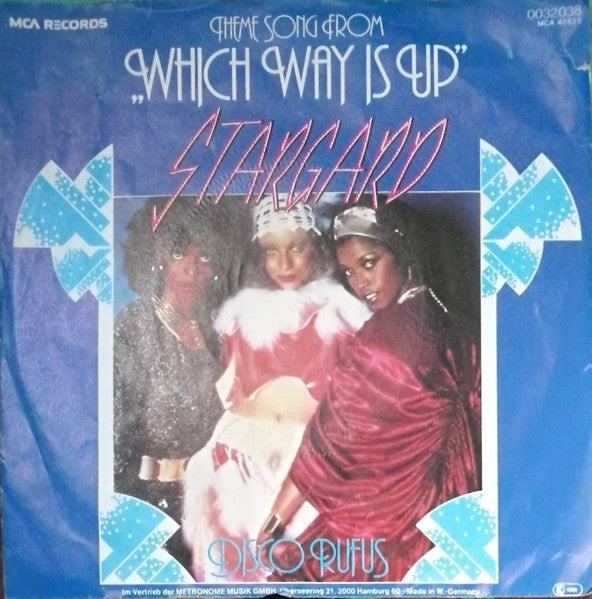 MCA RECORDS
THEME SONG FROM
0032.038
MCA 40825
„WHICH WAY IS UP"
STARGARD
DISCO RUFUS
Im Vertrieb der METRONOME MUSIK GMBH, Überseering 21, 2000 Hamburg 60 · Made in W.-Germany